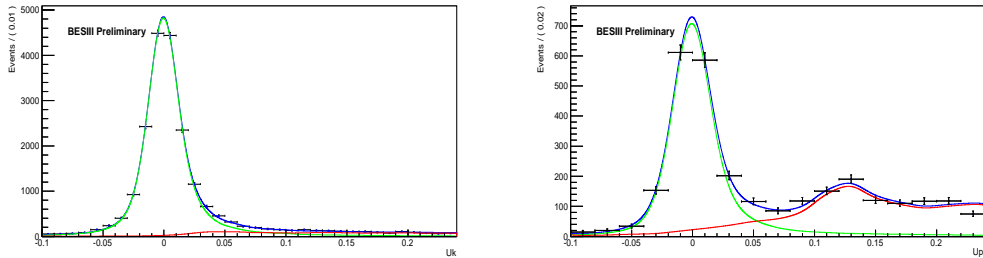 5000
4000
3000
2000
1000
0
Events / ( 0.01 )
BESIII Preliminary
-0.1 -0.05 0 0.05 0.1 0.15 0.2
Uk
700
600
500
400
300
200
100
0
Events / ( 0.02 )
BESIII Preliminary
-0.1 -0.05 0 0.05 0.1 0.15 0.2
Up